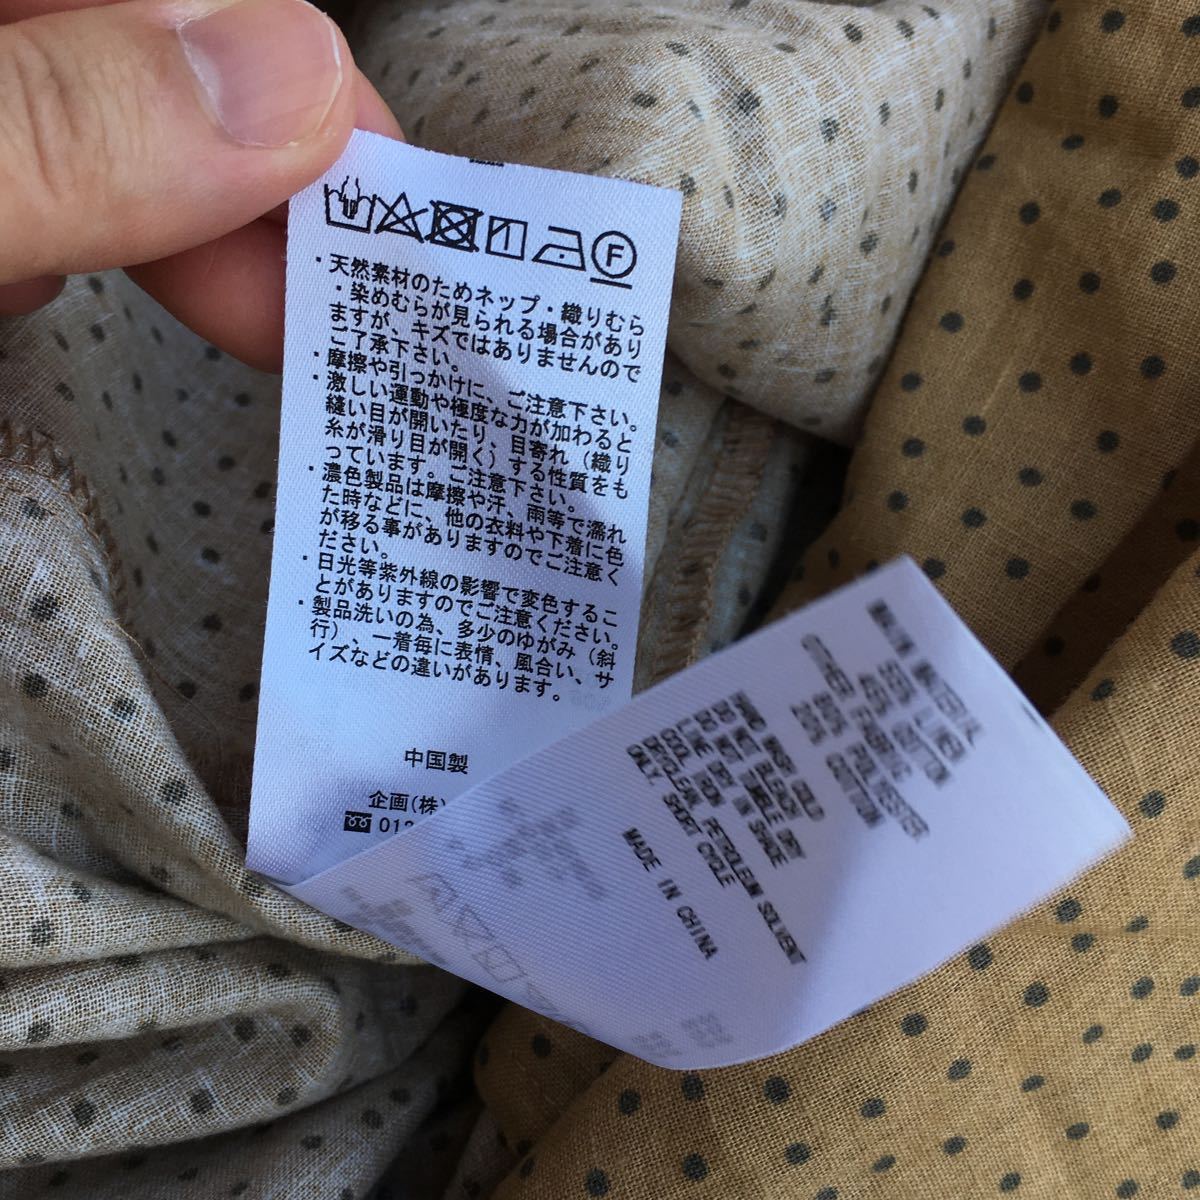 F
・天然素材のためネップ・織りむら
・染めむらが見られる場合があり
ますが、キズではありませんので
ご了承下さい。
・摩擦や引っかけに、ご注意下さい。
・激しい運動や極度な力が加わると
縫い目が開いたり、目寄れ（織り
糸が滑り目が開く）する性質をも
っています。ご注意下さい。
・濃色製品は摩擦や汗、雨等で濡れ
た時などに、他の衣料や下着に色
が移る事がありますのでご注意く
ださい。
・日光等紫外線の影響で変色するこ
とがありますのでご注意ください。
・製品洗いの為、多少のゆがみ（斜
行）、一着毎に表情、風合い、サ
イズなどの違いがあります。
中国製
企画(株)
012
MAIN MATERIAL
55% LINEN
45% COTTON
OTHER FABRIC
80% POLYESTER
20% COTTON
HAND WASH COLD
DO NOT BLEACH
DO NOT TUMBLE DRY
LINE DRY IN SHADE
COOL IRON
DRYCLEAN, PETROLEUM SOLVENT
ONLY. SHORT CYCLE
MADE IN CHINA